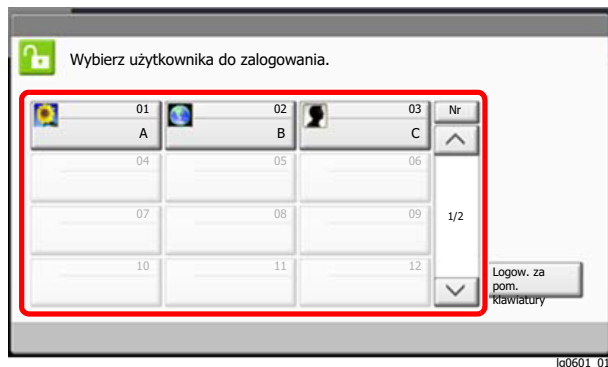 Wybierz użytkownika do zalogowania.
01 02 03 Nr
A B C
04 05 06
07 08 09 1/2
10 11 12
Logow. za
pom.
klawiatury
lg0601_01